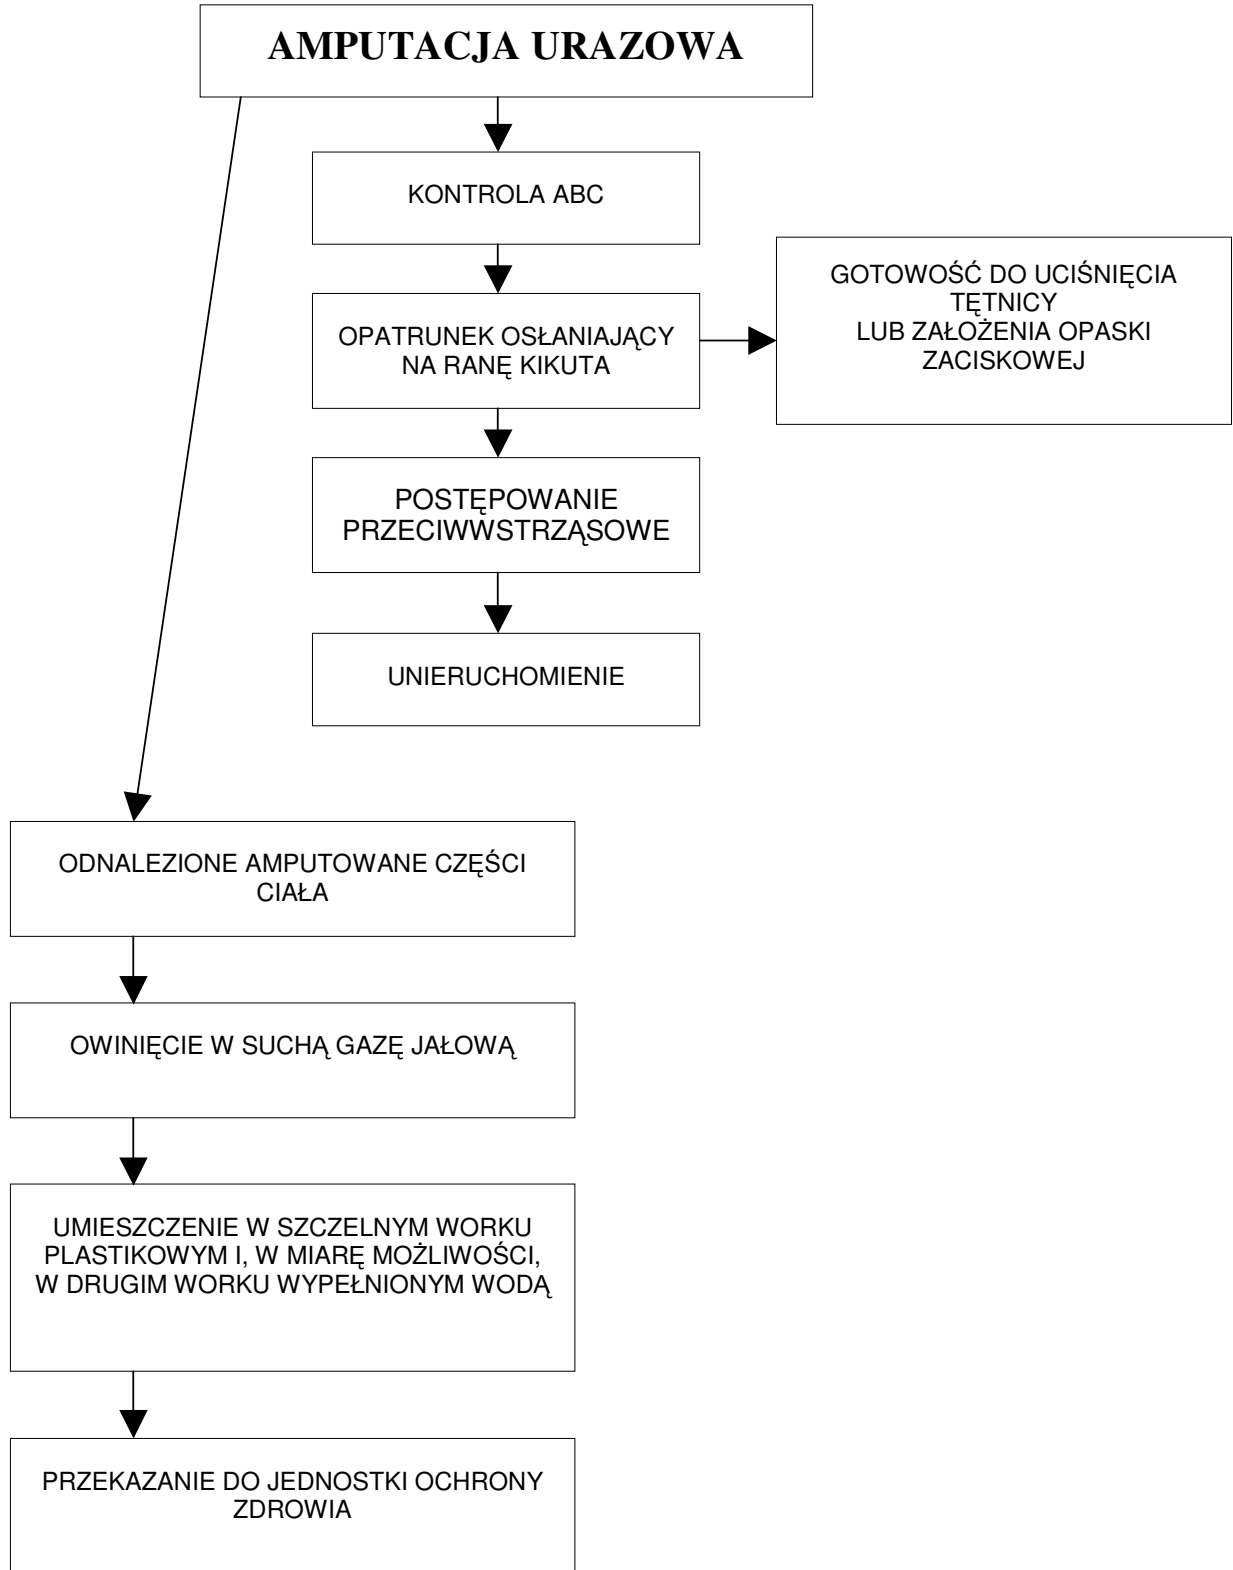 AMPUTACJA URAZOWA
KONTROLA ABC
OPATRUNEK OSŁANIAJĄCY
NA RANĘ KIKUTA
GOTOWOŚĆ DO UCIŚNIĘCIA
TĘTNICY
LUB ZAŁOŻENIA OPASKI
ZACISKOWEJ
POSTĘPOWANIE
PRZECIWWSTRZĄSOWE
UNIERUCHOMIENIE
ODNALEZIONE AMPUTOWANE CZĘŚCI
CIAŁA
OWINIĘCIE W SUCHĄ GAZĘ JAŁOWĄ
UMIESZCZENIE W SZCZELNYM WORKU
PLASTIKOWYM I, W MIARĘ MOŻLIWOŚCI,
W DRUGIM WORKU WYPEŁNIONYM WODĄ
PRZEKAZANIE DO JEDNOSTKI OCHRONY
ZDROWIA